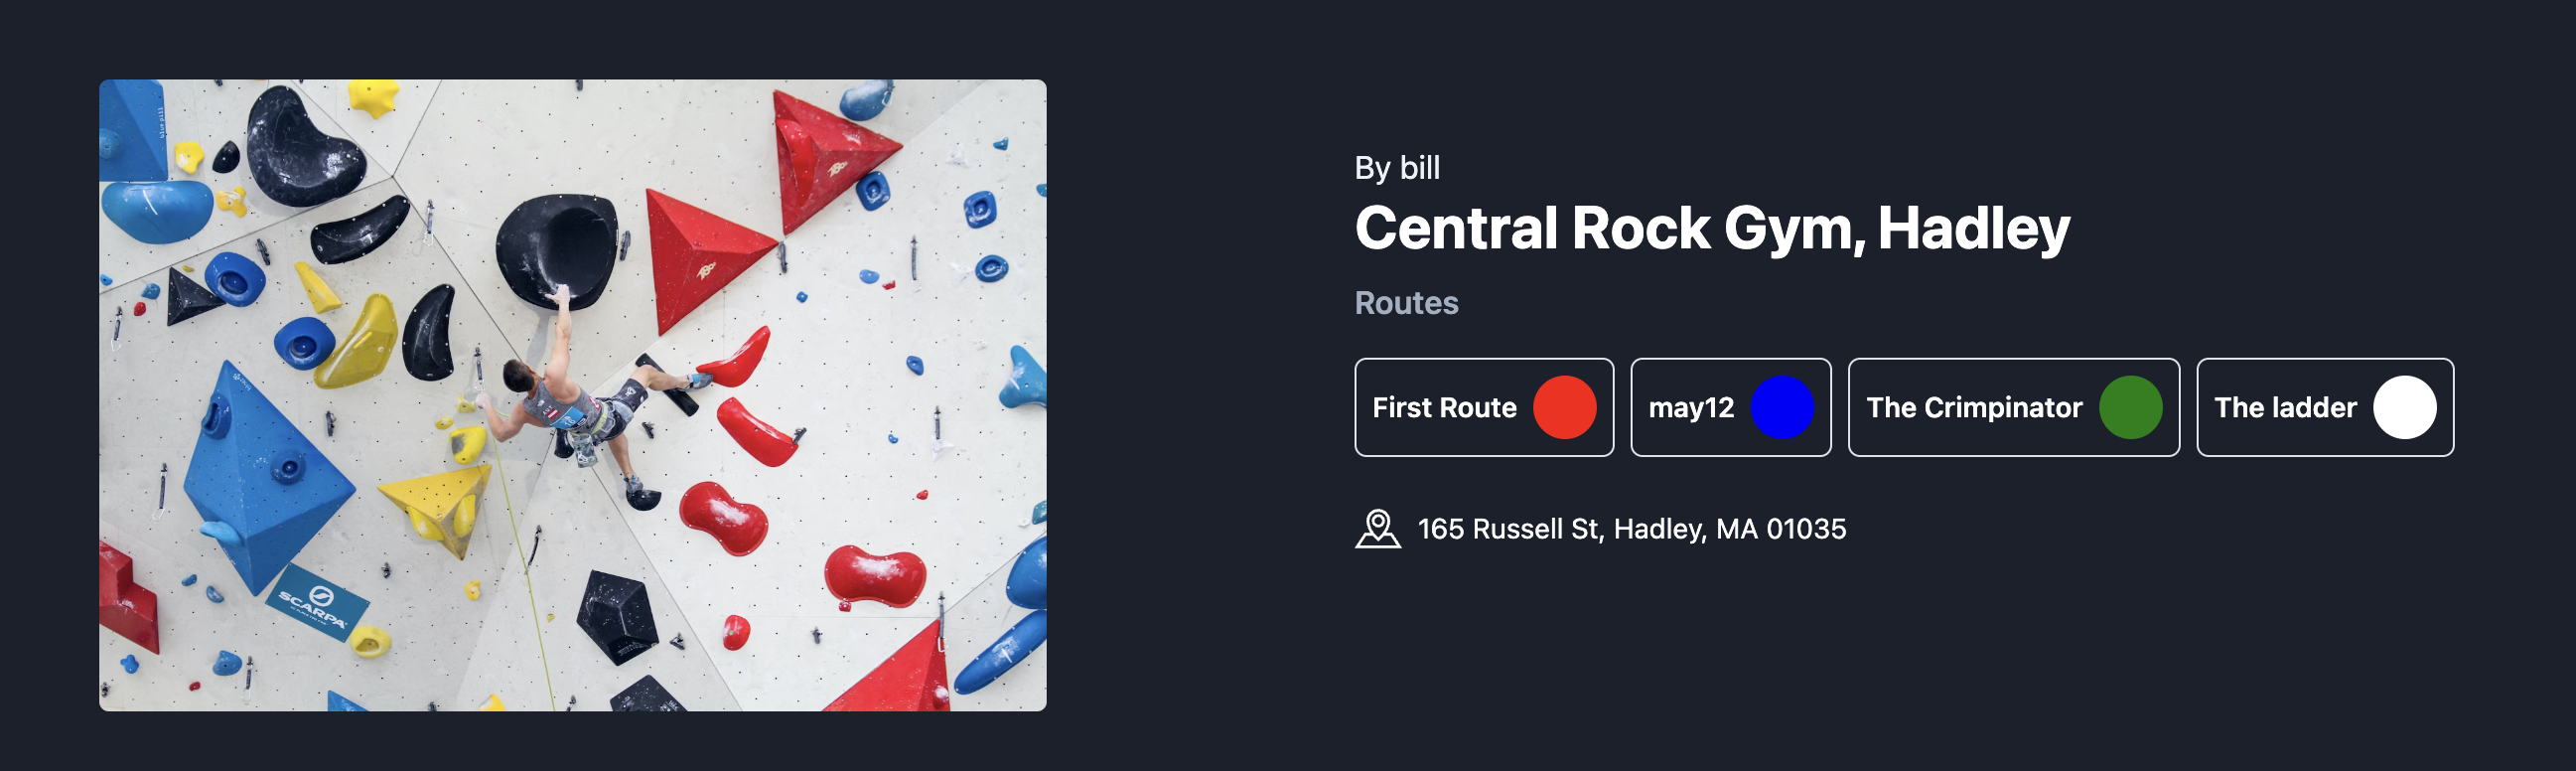 By bill
Central Rock Gym, Hadley
Routes
First Route
may12
The Crimpinator
The ladder
165 Russell St, Hadley, MA 01035
SCARPA